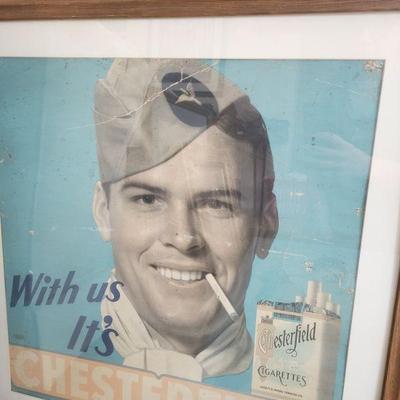 With us
It's
CHESTERF
Chesterfield
CIGARETTES